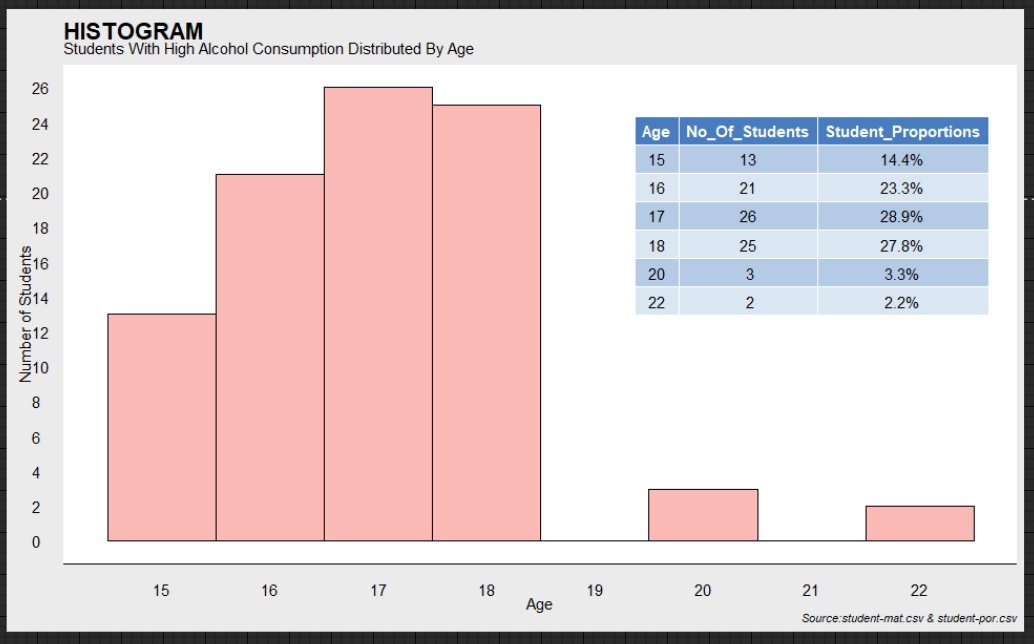 HISTOGRAM
Students With High Alcohol Consumption Distributed By Age
26
24
22
20
18
16
14
12
10
8
6
4
2
0
Number of Students
Age No_Of_Students Student_Proportions
15 13 14.4%
16 21 23.3%
17 26 28.9%
18 25 27.8%
20 3 3.3%
22 2 2.2%
15 16 17 18 19 20 21 22
Age
Source:student-mat.csv & student-por.csv